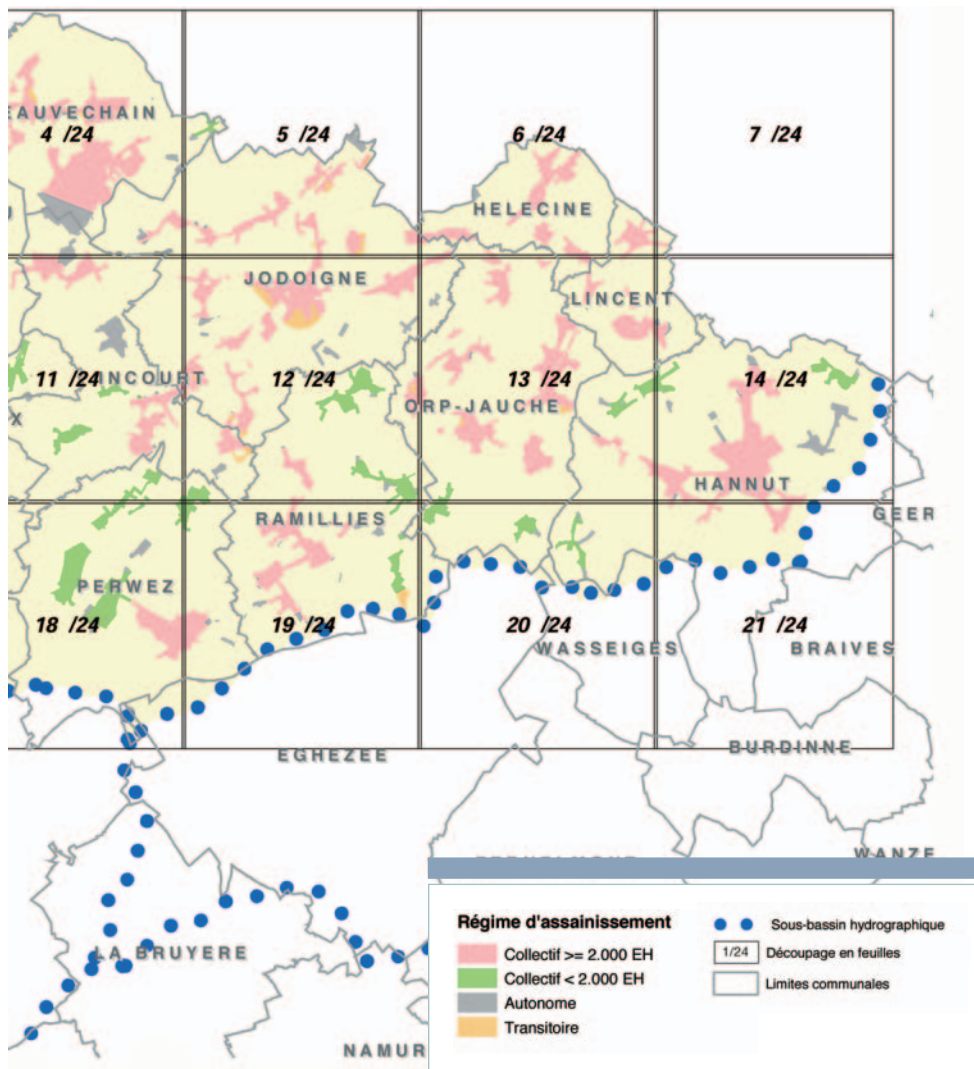 EAUVECHAIN
4 /24
5 /24
6 /24
7 /24
HELECINE
JODOIGNE
LINCENT
11 /24
INCOURT
12 /24
13 /24
14 /24
ORP-JAUCHE
X
HANNUT
RAMILLIES
GEER
PERWEZ
18 /24
19 /24
20 /24
21 /24
WASSEIGES
BRAIVES
EGHEZEE
BURDINNE
WANZE
LA BRUYERE
NAMUR
Régime d'assainissement
Collectif >= 2.000 EH
Collectif < 2.000 EH
Autonome
Transitoire
Sous-bassin hydrographique
1/24 Découpage en feuilles
Limites communales